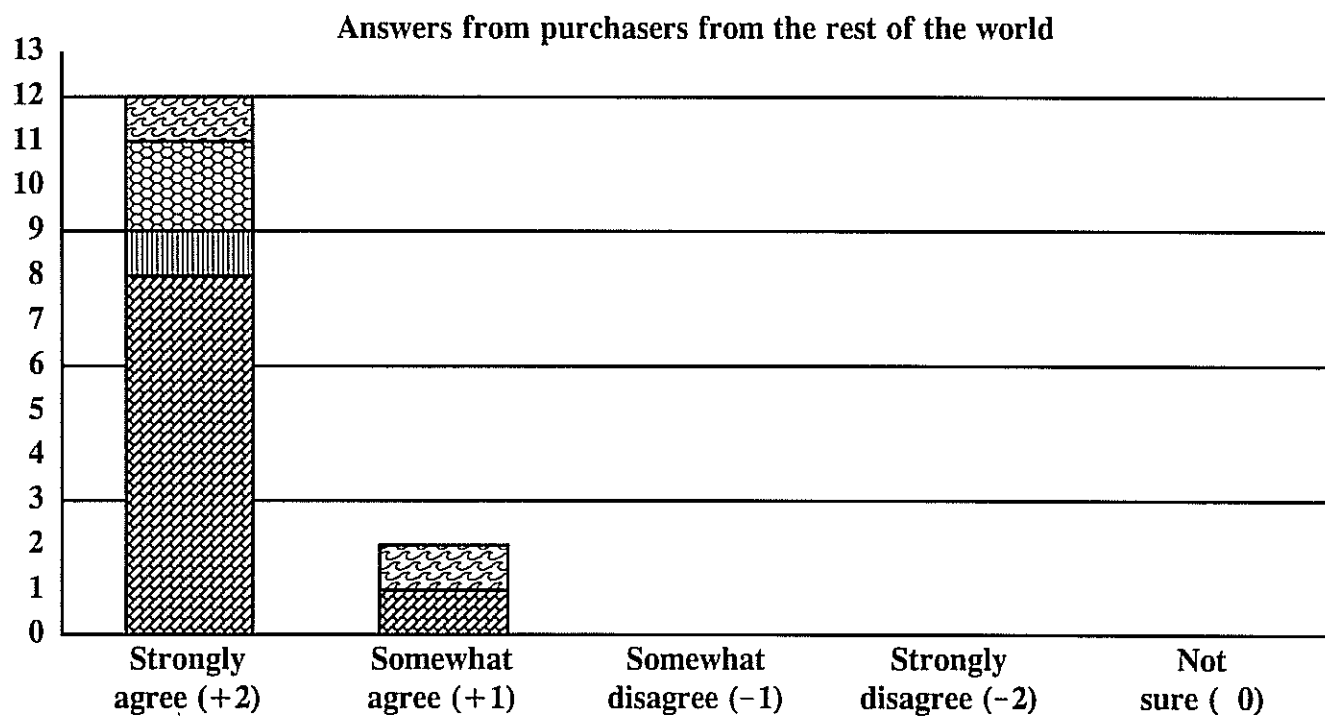 Answers from purchasers from the rest of the world
13
12
11
10
9
8
7
6
5
4
3
2
1
0
Strongly agree (+2)
Somewhat agree (+1)
Somewhat disagree (-1)
Strongly disagree (-2)
Not sure ( 0)